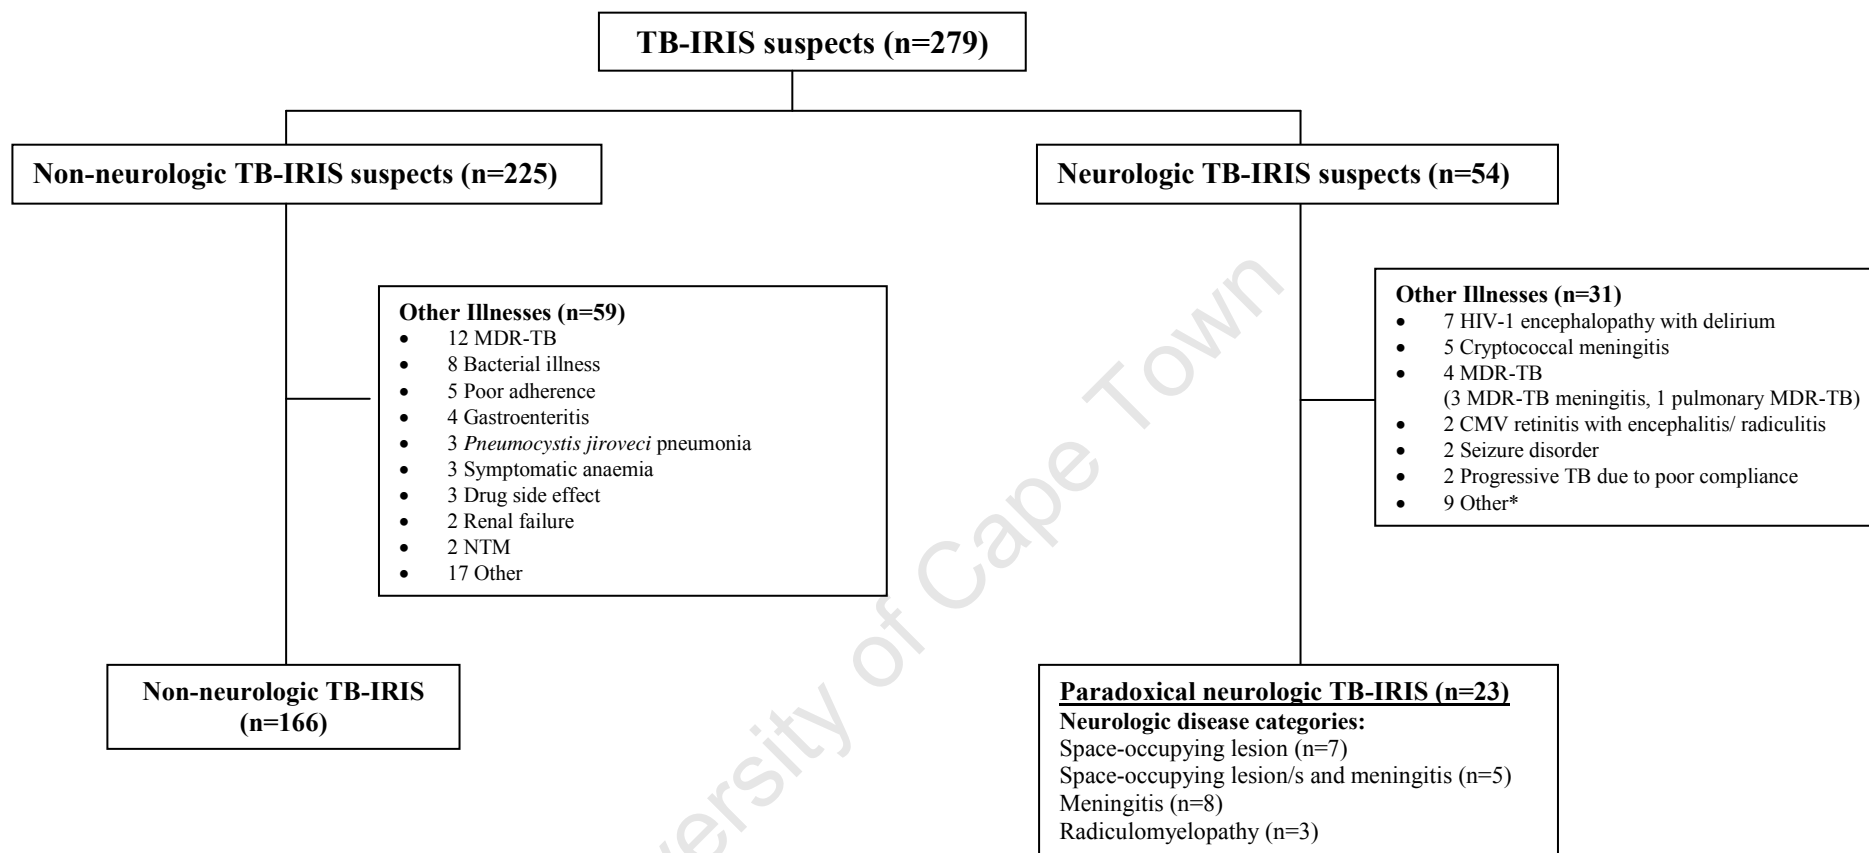 TB-IRIS suspects (n=279)
Non-neurologic TB-IRIS suspects (n=225)
Neurologic TB-IRIS suspects (n=54)
Other Illnesses (n=59)
• 12 MDR-TB
• 8 Bacterial illness
• 5 Poor adherence
• 4 Gastroenteritis
• 3 Pneumocystis jiroveci pneumonia
• 3 Symptomatic anaemia
• 3 Drug side effect
• 2 Renal failure
• 2 NTM
• 17 Other
Other Illnesses (n=31)
• 7 HIV-1 encephalopathy with delirium
• 5 Cryptococcal meningitis
• 4 MDR-TB
(3 MDR-TB meningitis, 1 pulmonary MDR-TB)
• 2 CMV retinitis with encephalitis/ radiculitis
• 2 Seizure disorder
• 2 Progressive TB due to poor compliance
• 9 Other*
Non-neurologic TB-IRIS
(n=166)
Paradoxical neurologic TB-IRIS (n=23)
Neurologic disease categories:
Space-occupying lesion (n=7)
Space-occupying lesion/s and meningitis (n=5)
Meningitis (n=8)
Radiculomyelopathy (n=3)
versity of Cape Town